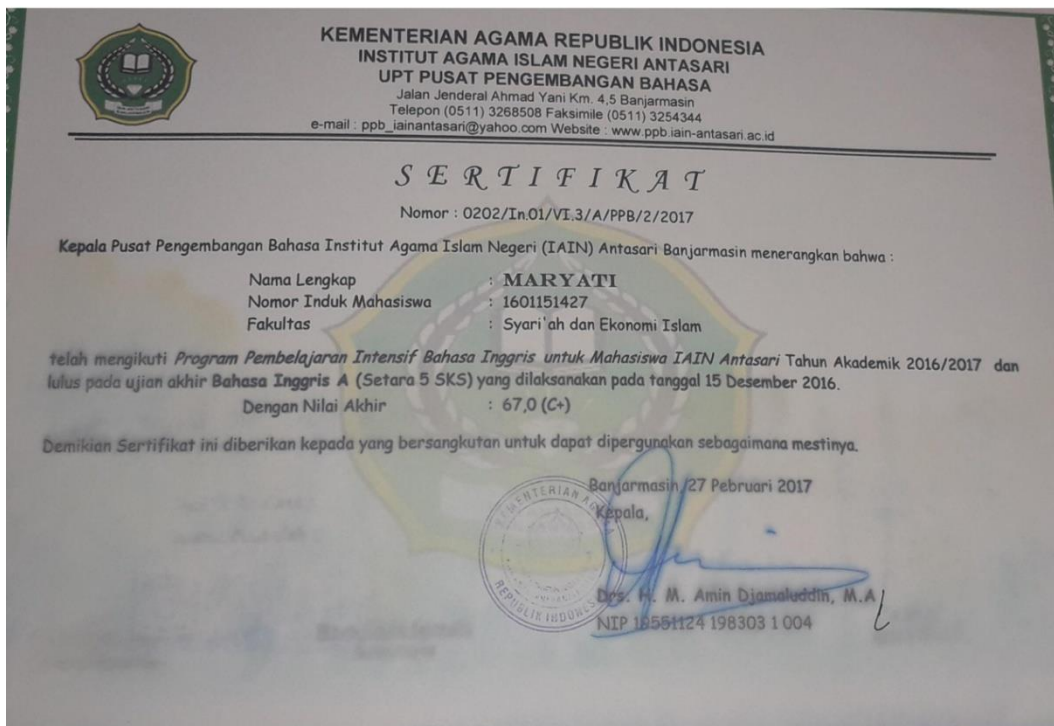 KEMENTERIAN AGAMA REPUBLIK INDONESIA
INSTITUT AGAMA ISLAM NEGERI ANTASARI
UPT PUSAT PENGEMBANGAN BAHASA
Jalan Jenderal Ahmad Yani Km. 4,5 Banjarmasin
Telepon (0511) 3268508 Faksimile (0511) 3254344
e-mail : ppb_iainantasari@yahoo.com Website : www.ppb.iain-antasari.ac.id
SERTIFIKAT
Nomor : 0202/In.01/VI.3/A/PPB/2/2017
Kepala Pusat Pengembangan Bahasa Institut Agama Islam Negeri (IAIN) Antasari Banjarmasin menerangkan bahwa :
Nama Lengkap : MARYATI
Nomor Induk Mahasiswa : 1601151427
Fakultas : Syari'ah dan Ekonomi Islam
telah mengikuti Program Pembelajaran Intensif Bahasa Inggris untuk Mahasiswa IAIN Antasari Tahun Akademik 2016/2017 dan
lulus pada ujian akhir Bahasa Inggris A (Setara 5 SKS) yang dilaksanakan pada tanggal 15 Desember 2016.
Dengan Nilai Akhir : 67,0 (C+)
Demikian Sertifikat ini diberikan kepada yang bersangkutan untuk dapat dipergunakan sebagaimana mestinya.
Banjarmasin, 27 Pebruari 2017
Kepala,
KEMENTERIAN AGAMA
REPUBLIK INDONESIA
Drs. H. M. Amin Djamaluddin, M.A
NIP 19551124 198303 1 004